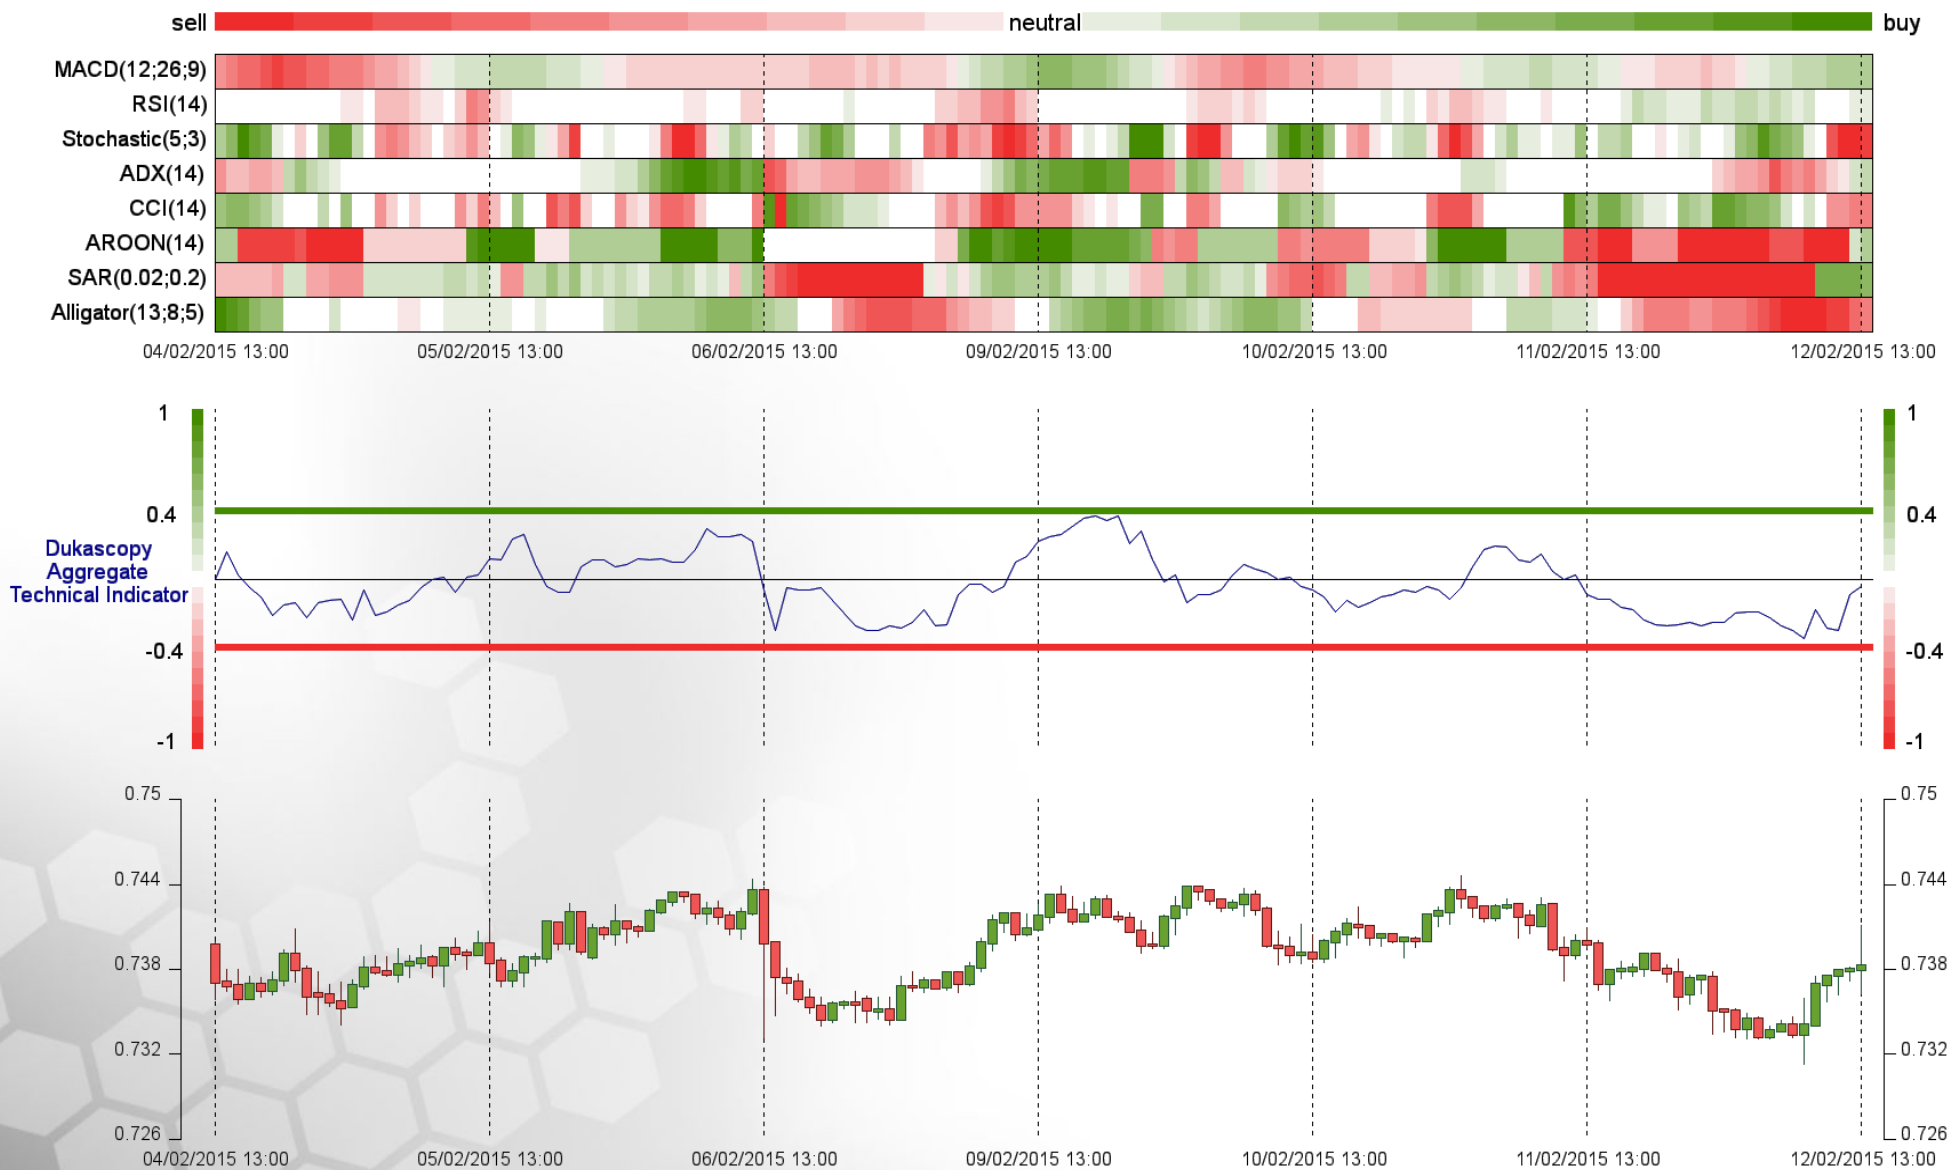 sell neutral buy
MACD(12;26;9)
RSI(14)
Stochastic(5;3)
ADX(14)
CCI(14)
AROON(14)
SAR(0.02;0.2)
Alligator(13;8;5)
04/02/2015 13:00 05/02/2015 13:00 06/02/2015 13:00 09/02/2015 13:00 10/02/2015 13:00 11/02/2015 13:00 12/02/2015 13:00
1 1
0.4 0.4
Dukascopy
Aggregate
Technical Indicator
-0.4 -0.4
-1 -1
0.75 0.75
0.744 0.744
0.738 0.738
0.732 0.732
0.726 0.726
04/02/2015 13:00 05/02/2015 13:00 06/02/2015 13:00 09/02/2015 13:00 10/02/2015 13:00 11/02/2015 13:00 12/02/2015 13:00